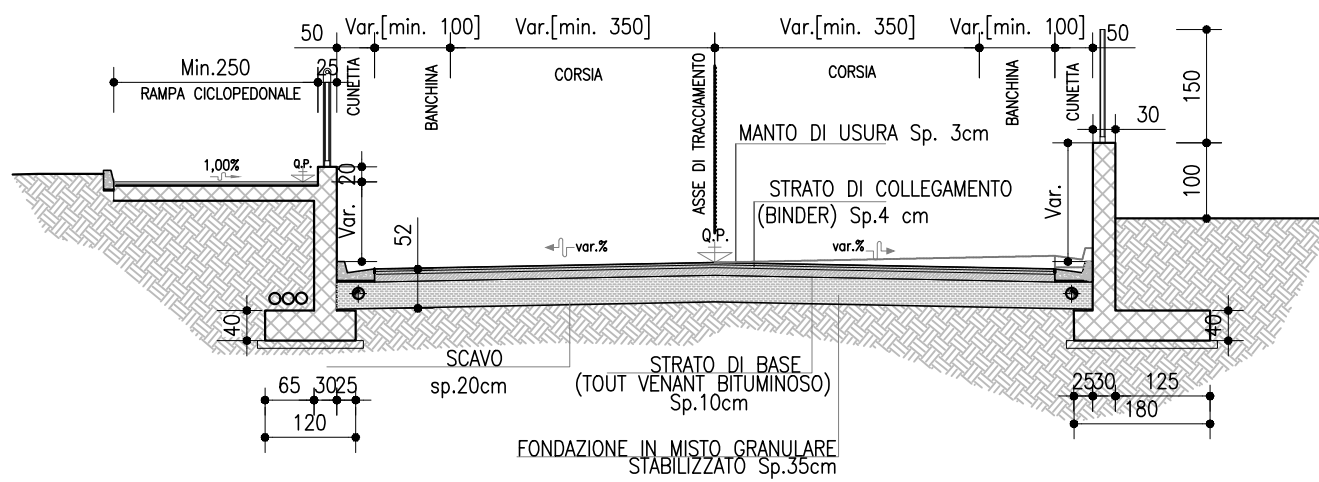 50
Var.[min. 100]
Var.[min. 350]
Var.[min. 350]
Var.[min. 100]
50
Min.250
25
RAMPA CICLOPEDONALE
CUNETTA
BANCHINA
CORSIA
ASSE DI TRACCIAMENTO
CORSIA
BANCHINA
CUNETTA
150
30
MANTO DI USURA Sp. 3cm
1,00%
Q.P.
20
STRATO DI COLLEGAMENTO
(BINDER) Sp.4 cm
Var.
100
Var.
52
var.%
Q.P.
var.%
40
40
SCAVO
sp.20cm
STRATO DI BASE
(TOUT VENANT BITUMINOSO)
Sp.10cm
65
30
25
120
25
30
125
180
FONDAZIONE IN MISTO GRANULARE
STABILIZZATO Sp.35cm